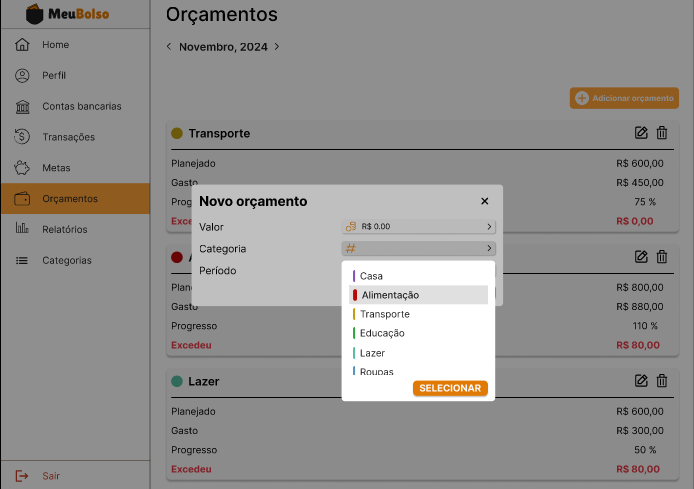 MeuBolso
Home
Perfil
Contas bancarias
Transações
Metas
Orçamentos
Relatórios
Categorias
Sair
Orçamentos
< Novembro, 2024 >
Adicionar orçamento
Transporte
Planejado R$ 600,00
Gasto R$ 450,00
Prog 75 %
Exce R$ 0,00
Novo orçamento ×
Valor R$ 0.00 >
Categoria # >
Período
Casa
Alimentação
Transporte
Educação
Lazer
Roupas
SELECIONAR
A
Plan R$ 800,00
Gasto R$ 880,00
Progresso 110 %
Excedeu R$ 80,00
Lazer
Planejado R$ 600,00
Gasto R$ 300,00
Progresso 50 %
Excedeu R$ 80,00